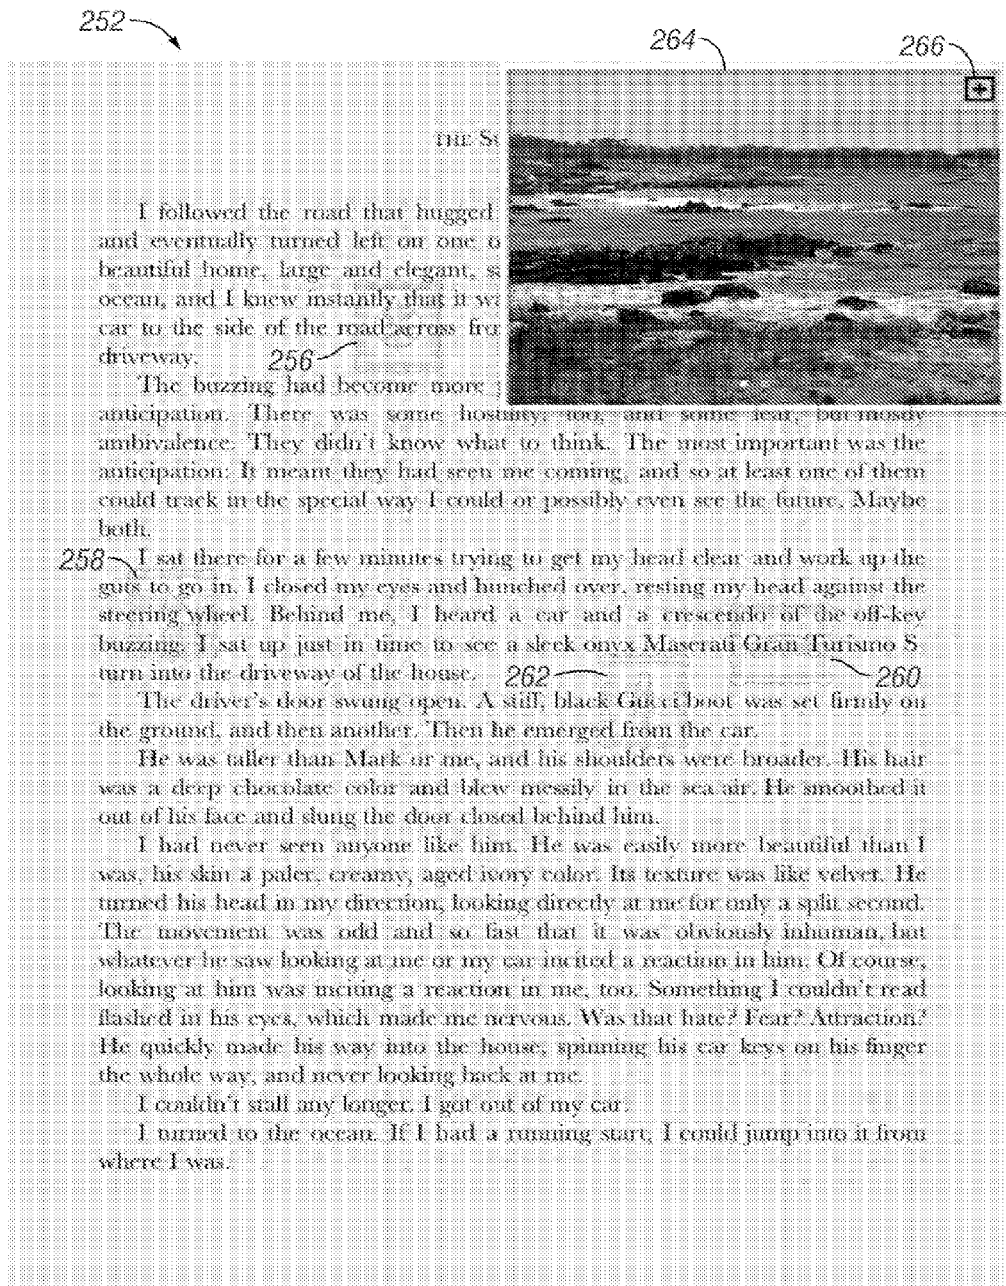 252
264
266
THE
I followed the road that hugged
and eventually turned left on one o
beautiful home, large and elegant, s
ocean, and I knew instantly that it wa
car to the side of the road across fro
driveway.
256
The buzzing had become more
anticipation. There was some hostility, too, and some fear, but mostly
ambivalence. They didn't know what to think. The most important was the
anticipation: It meant they had seen me coming, and so at least one of them
could track in the special way I could or possibly even see the future. Maybe
both.
258
I sat there for a few minutes trying to get my head clear and work up the
guts to go in. I closed my eyes and hunched over, resting my head against the
steering wheel. Behind me, I heard a car and a crescendo of the off-key
buzzing. I sat up just in time to see a sleek onyx Maserati Gran Turismo S
turn into the driveway of the house.
262
260
The driver's door swung open. A stiff, black Gucci boot was set firmly on
the ground, and then another. Then he emerged from the car.
He was taller than Mark or me, and his shoulders were broader. His hair
was a deep chocolate color and blew messily in the sea air. He smoothed it
out of his face and slung the door closed behind him.
I had never seen anyone like him. He was easily more beautiful than I
was, his skin a paler, creamy, aged ivory color. Its texture was like velvet. He
turned his head in my direction, looking directly at me for only a split second.
The movement was odd and so fast that it was obviously inhuman, but
whatever he saw looking at me or my car incited a reaction in him. Of course,
looking at him was inciting a reaction in me, too. Something I couldn't read
flashed in his eyes, which made me nervous. Was that hate? Fear? Attraction?
He quickly made his way into the house, spinning his car keys on his finger
the whole way, and never looking back at me.
I couldn't stall any longer. I got out of my car.
I turned to the ocean. If I had a running start, I could jump into it from
where I was.